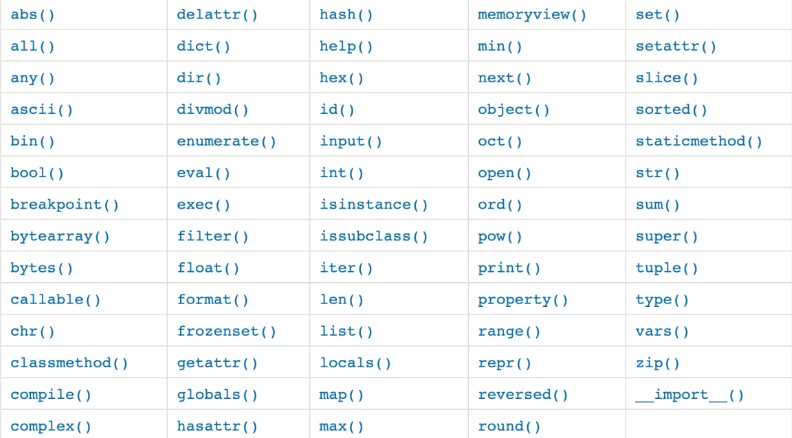 abs() delattr() hash() memoryview() set()
all() dict() help() min() setattr()
any() dir() hex() next() slice()
ascii() divmod() id() object() sorted()
bin() enumerate() input() oct() staticmethod()
bool() eval() int() open() str()
breakpoint() exec() isinstance() ord() sum()
bytearray() filter() issubclass() pow() super()
bytes() float() iter() print() tuple()
callable() format() len() property() type()
chr() frozenset() list() range() vars()
classmethod() getattr() locals() repr() zip()
compile() globals() map() reversed() __import__()
complex() hasattr() max() round()